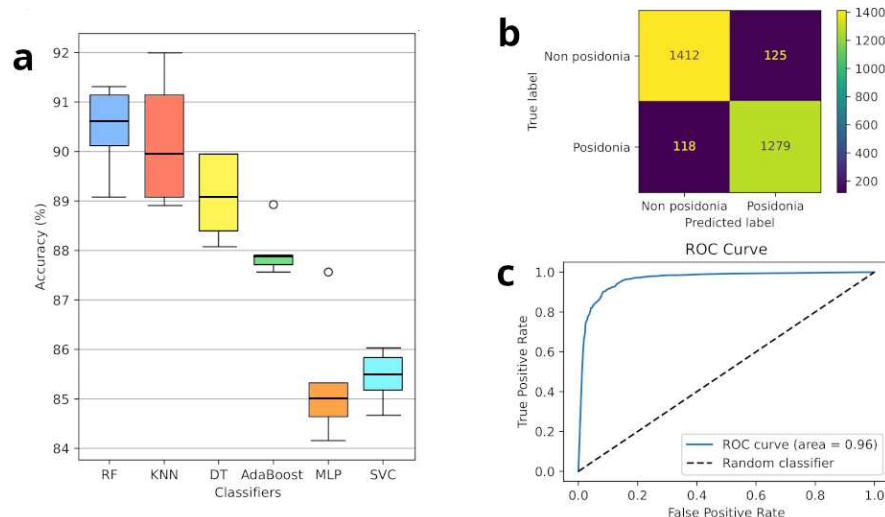 a
92
91
90
89
88
87
86
85
84
Accuracy (%)
RF KNN DT AdaBoost MLP SVC
Classifiers
b
True label
Non posidonia
Posidonia
1412 125
118 1279
Non posidonia Posidonia
Predicted label
1400
1200
1000
800
600
400
200
c
ROC Curve
True Positive Rate
1.0
0.8
0.6
0.4
0.2
0.0
ROC curve (area = 0.96)
Random classifier
0.0 0.2 0.4 0.6 0.8 1.0
False Positive Rate